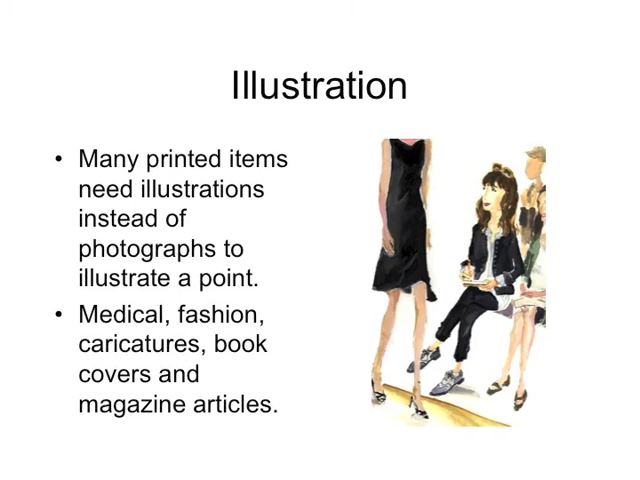 Illustration
• Many printed items
need illustrations
instead of
photographs to
illustrate a point.
• Medical, fashion,
caricatures, book
covers and
magazine articles.